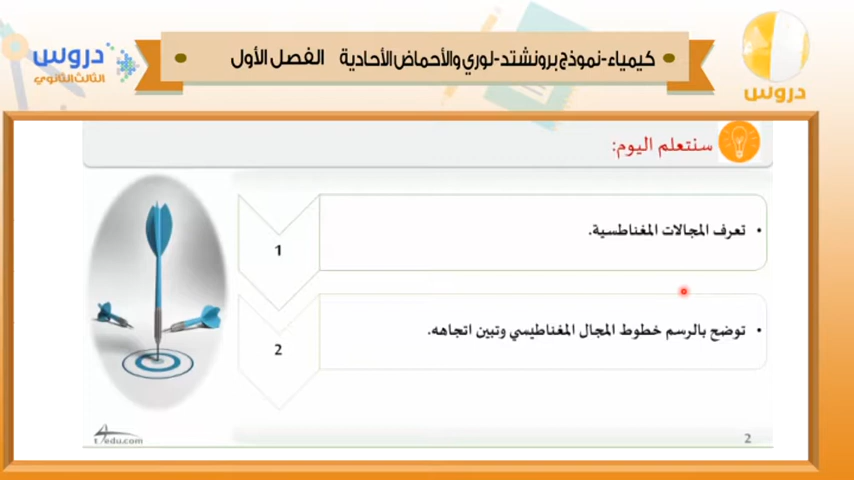 دروس
الثالث الثانوي
كيمياء-نموذج برونشتد-لوري والأحماض الأحادية الفصل الأول
دروس
سنتعلم اليوم:
1
• تعرف المجالات المغناطسية.
2
• توضح بالرسم خطوط المجال المغناطيسي وتبين اتجاهه.
t4edu.com
2